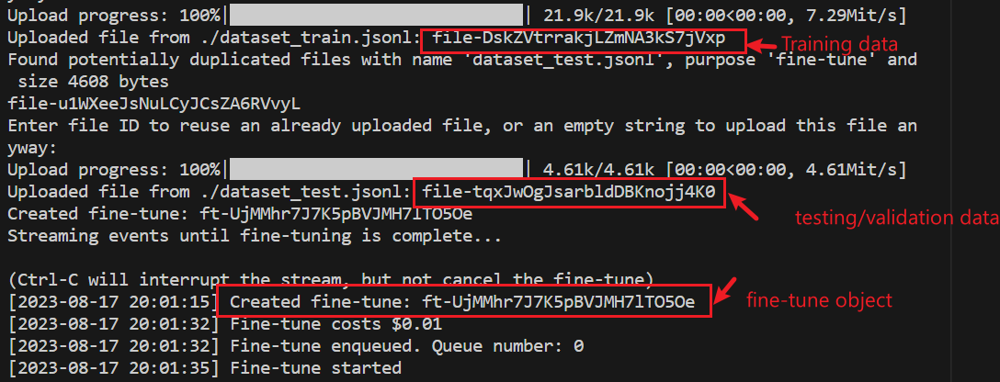 Upload progress: 100%|                    | 21.9k/21.9k [00:00<00:00, 7.29Mit/s]
Uploaded file from ./dataset_train.jsonl: file-DskZVtrrakjLZmNA3kS7jVxp Training data
Found potentially duplicated files with name 'dataset_test.jsonl', purpose 'fine-tune' and
size 4608 bytes
file-u1WXeeJsNuLCyJCsZA6RVvyL
Enter file ID to reuse an already uploaded file, or an empty string to upload this file an
yway:
Upload progress: 100%|                    | 4.61k/4.61k [00:00<00:00, 4.61Mit/s]
Uploaded file from ./dataset_test.jsonl: file-tqxJwOgJsarbldDBKnojj4K0
Created fine-tune: ft-UjMMhr7J7K5pBVJMH7lTO5Oe testing/validation data
Streaming events until fine-tuning is complete...
(Ctrl-C will interrupt the stream, but not cancel the fine-tune)
[2023-08-17 20:01:15] Created fine-tune: ft-UjMMhr7J7K5pBVJMH7lTO5Oe fine-tune object
[2023-08-17 20:01:32] Fine-tune costs $0.01
[2023-08-17 20:01:32] Fine-tune enqueued. Queue number: 0
[2023-08-17 20:01:35] Fine-tune started